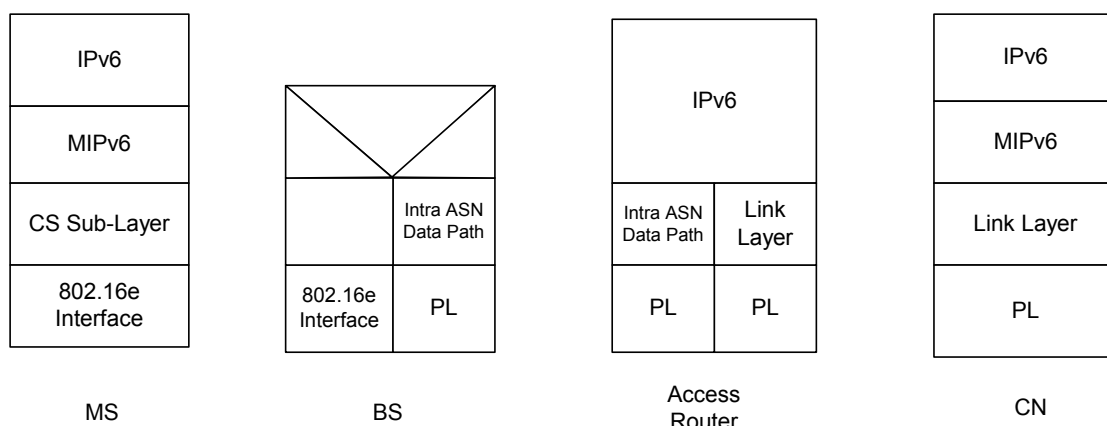 IPv6
MIPv6
CS Sub-Layer
802.16e
Interface
MS
Intra ASN
Data Path
802.16e
Interface
PL
BS
IPv6
Intra ASN
Data Path
Link
Layer
PL
PL
Access
Router
IPv6
MIPv6
Link Layer
PL
CN